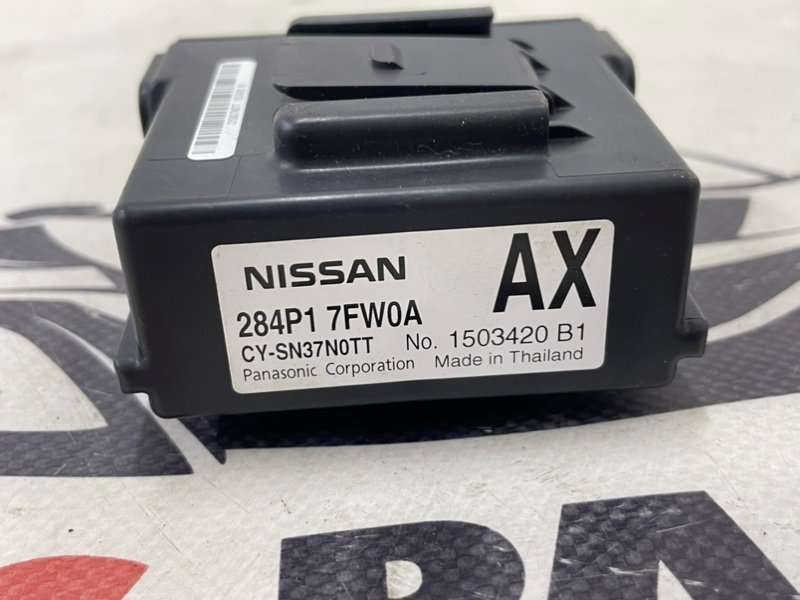 NISSAN
AX
284P1 7FW0A
CY-SN37N0TT No. 1503420 B1
Panasonic Corporation Made in Thailand